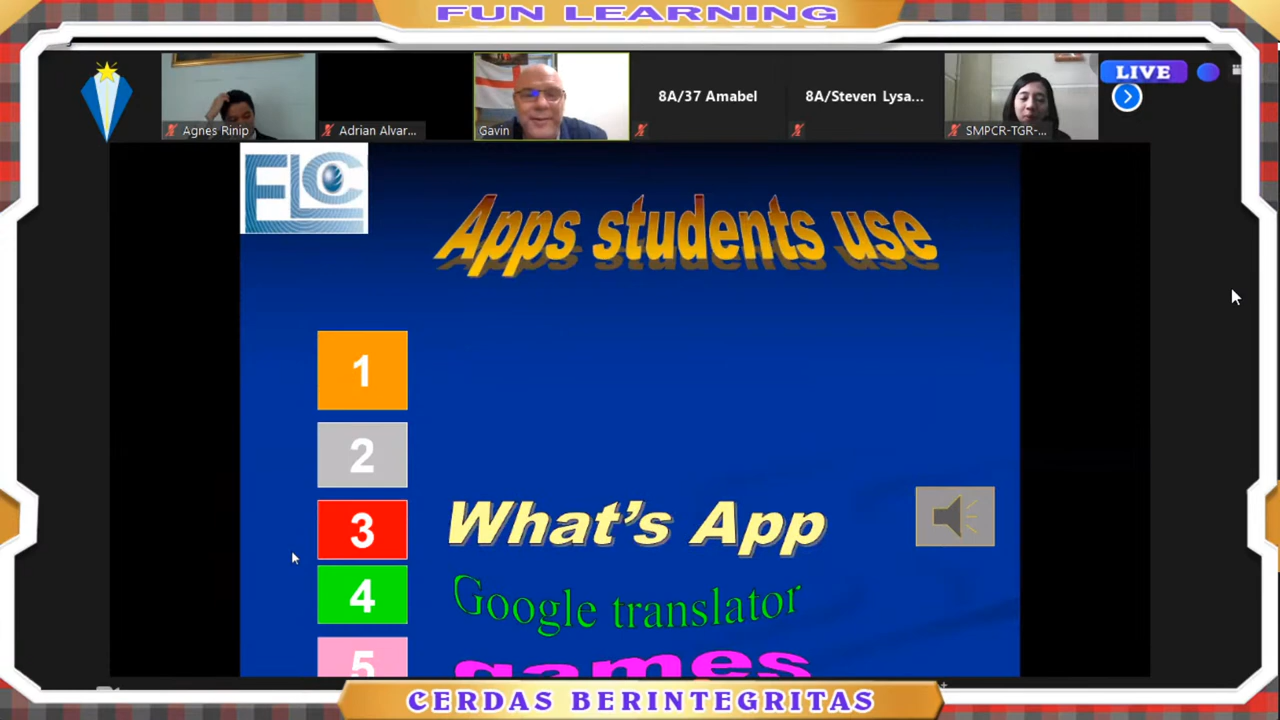 FUN LEARNING
LIVE
Agnes Rinip
Adrian Alvar...
Gavin
8A/37 Amabel
8A/Steven Lysa...
SMPCR-TGR-...
ELC
Apps students use
1
2
3 What's App
4 Google translator
5 games
CERDAS BERINTEGRITAS